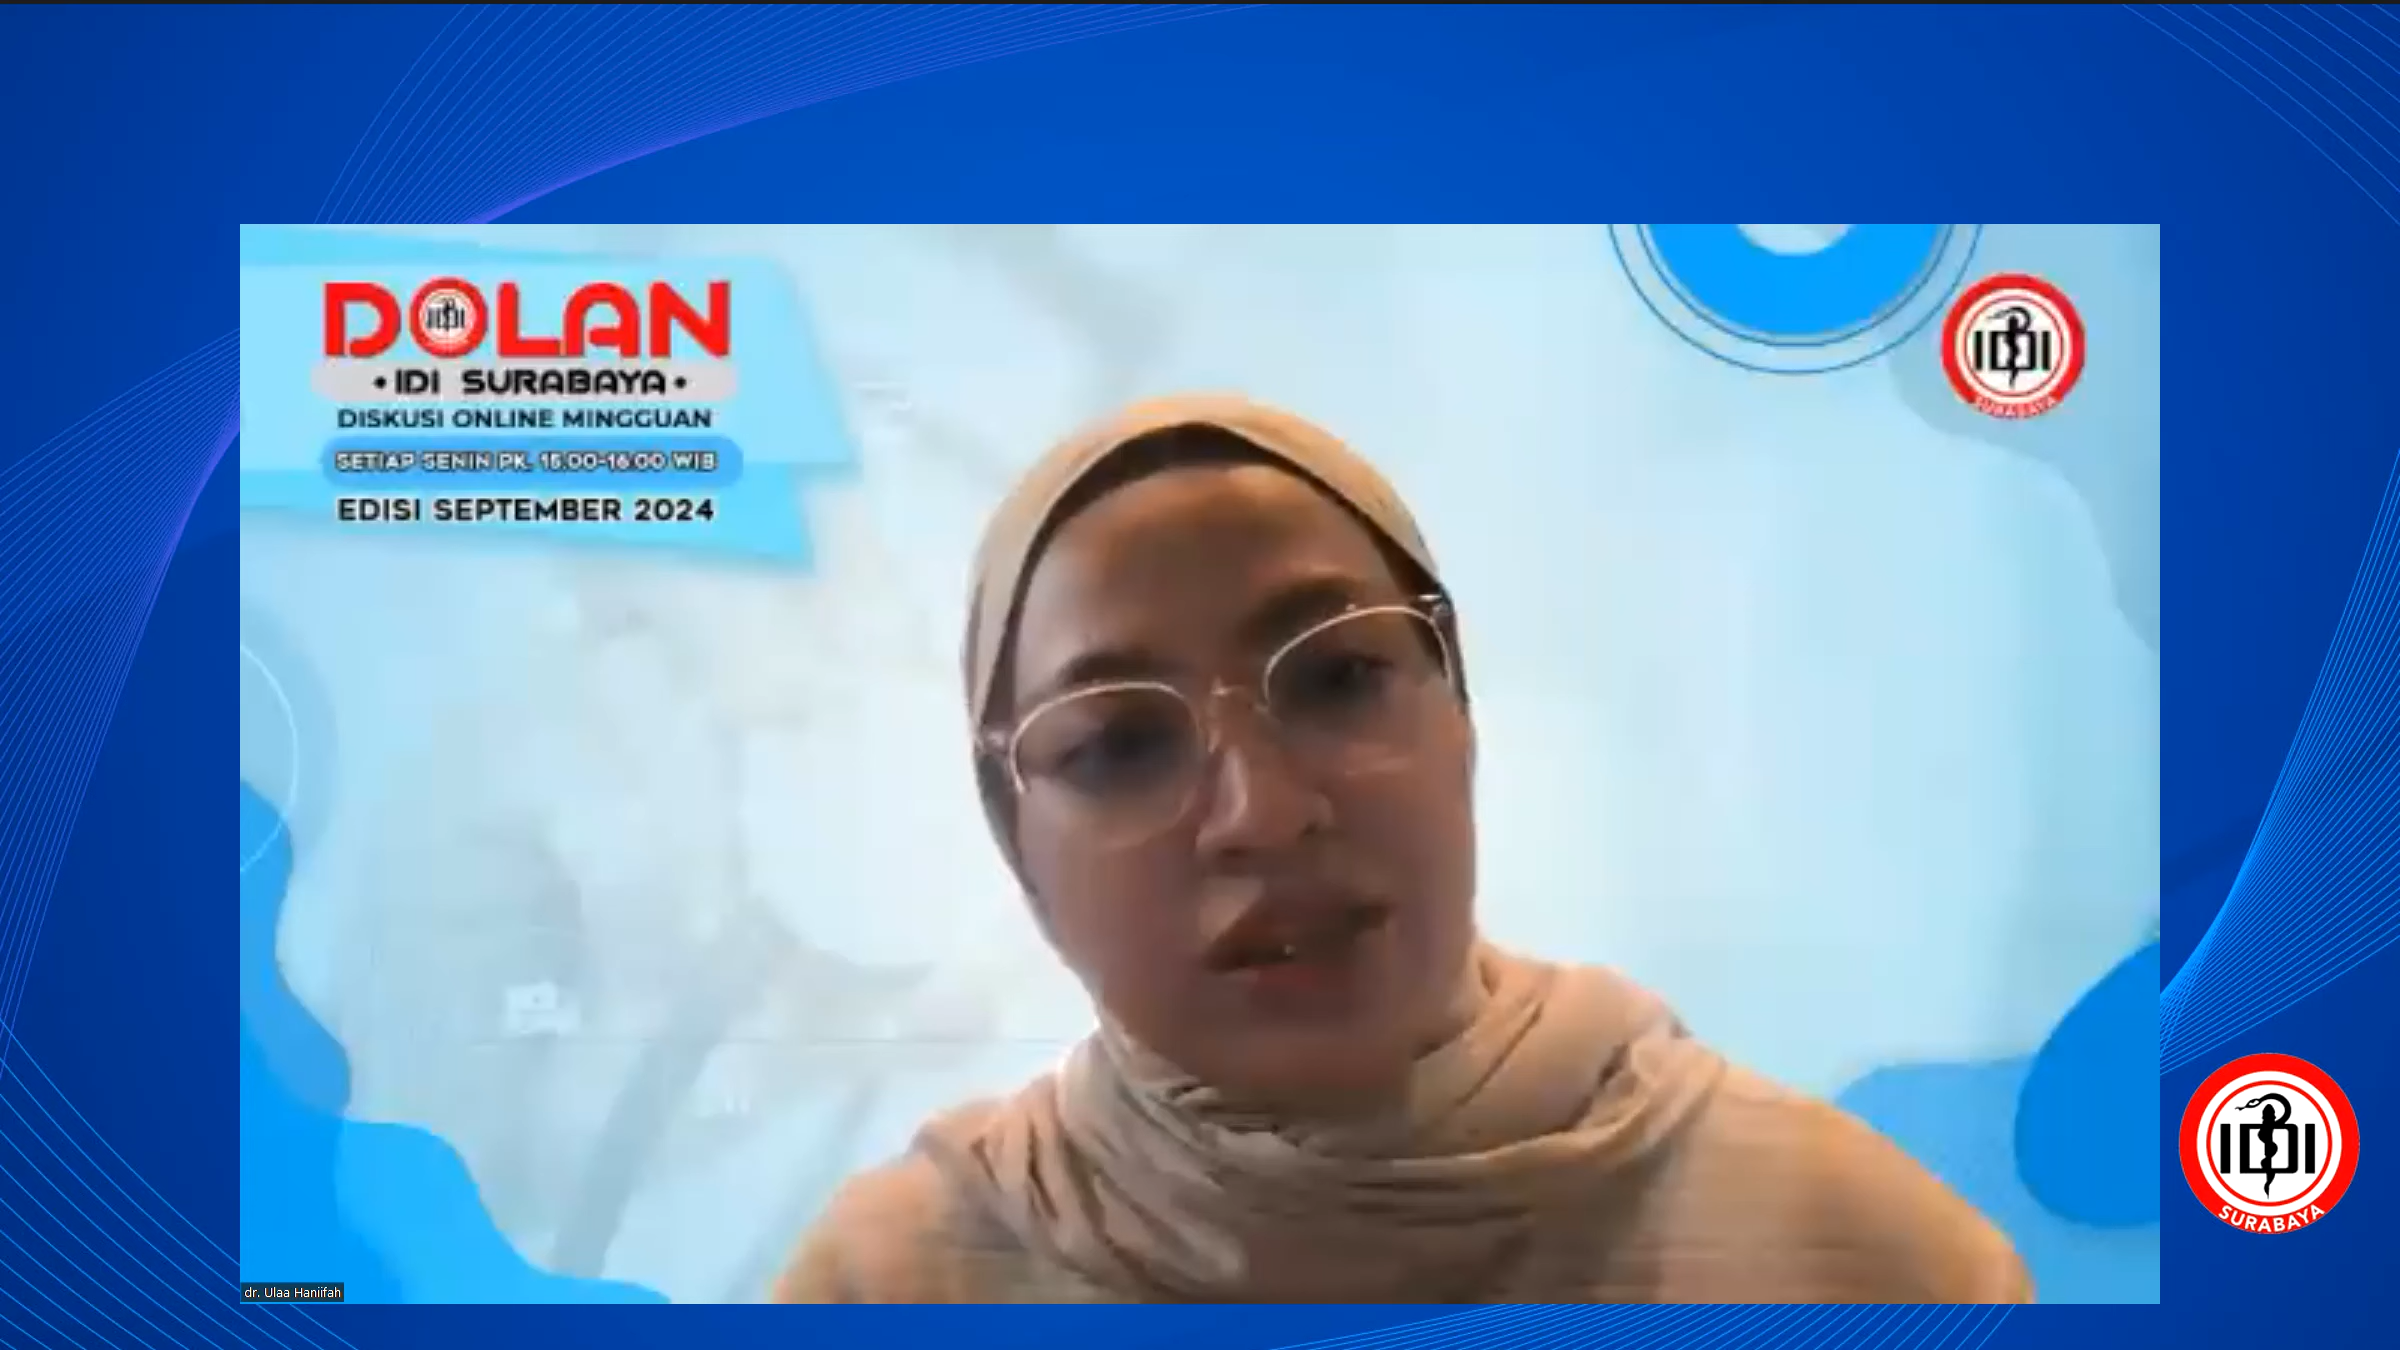 DOLAN
• IDI SURABAYA •
DISKUSI ONLINE MINGGUAN
SETIAP SENIN PK. 15.00-16.00 WIB
EDISI SEPTEMBER 2024
IDI
SURABAYA
dr. Ulaa Haniifah
IDI
SURABAYA